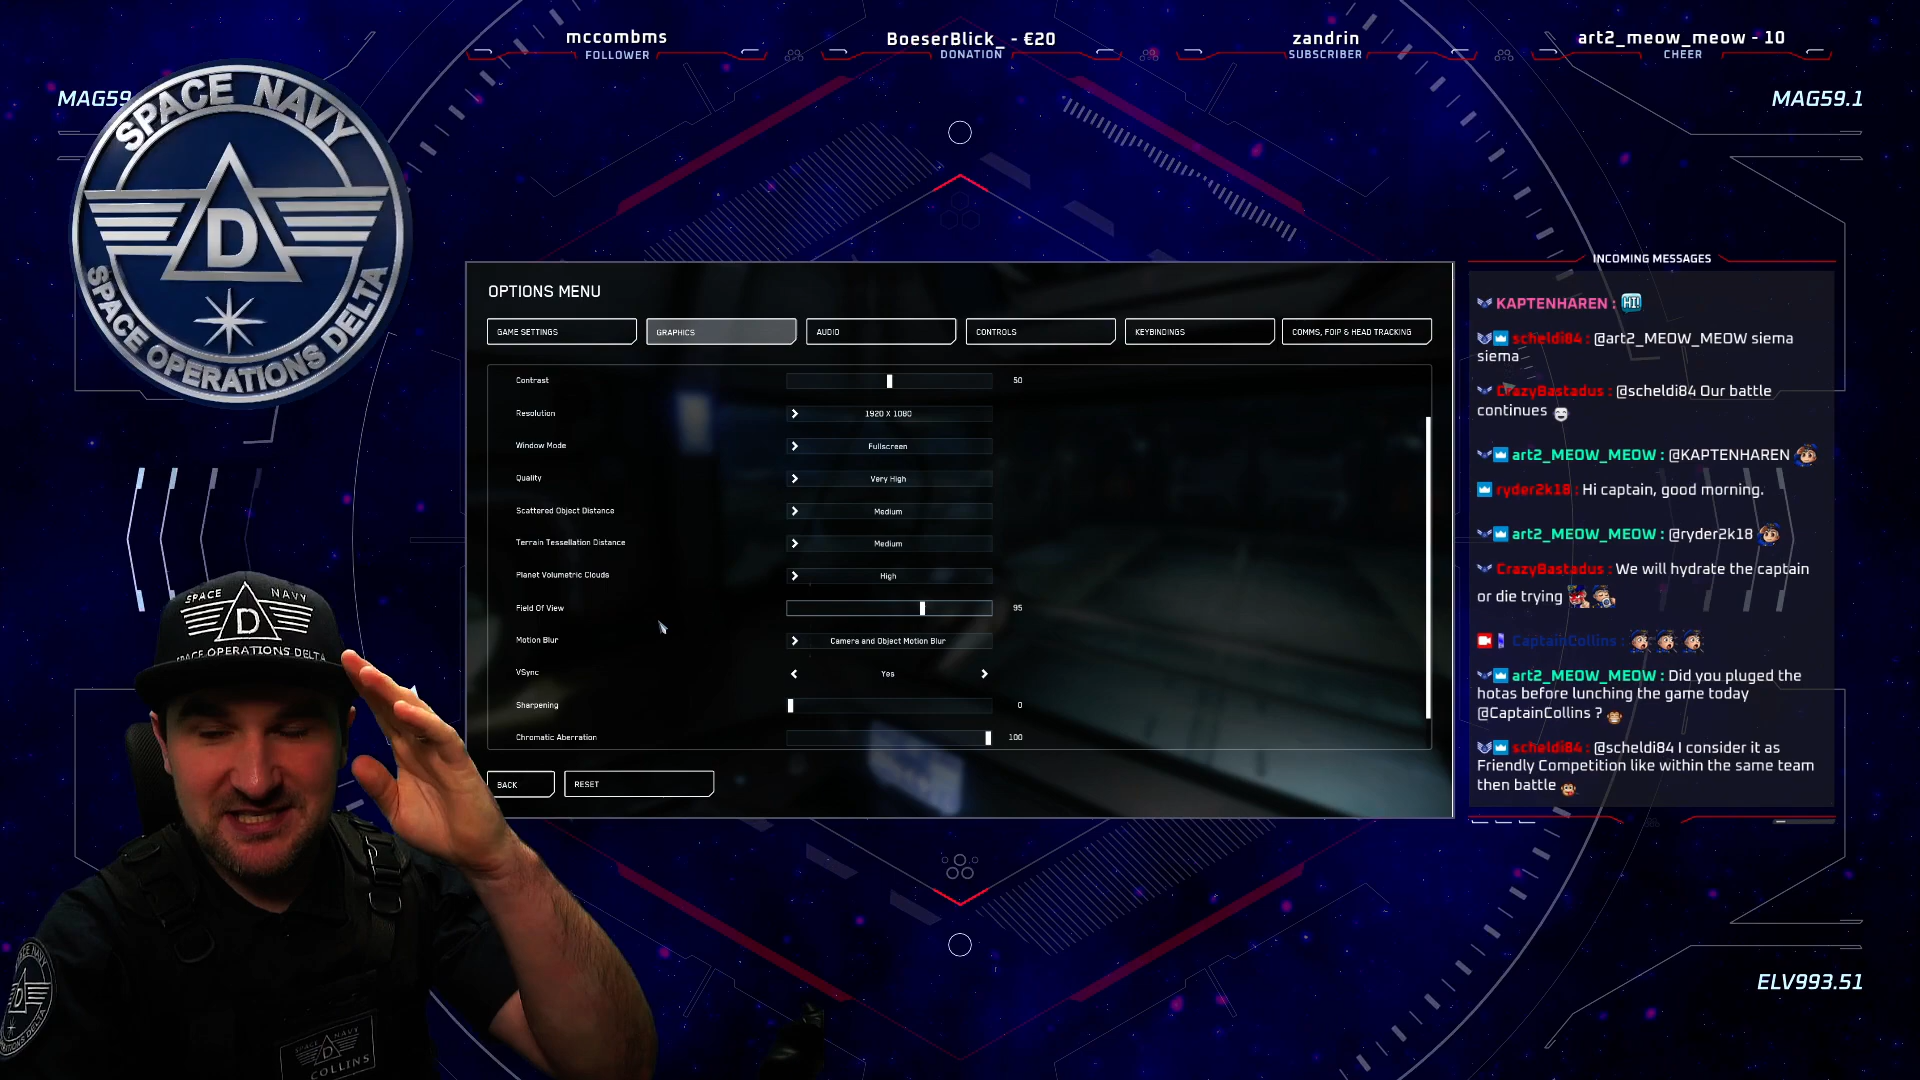 mccombms
FOLLOWER
BoeserBlick_ - €20
DONATION
zandrin
SUBSCRIBER
art2_meow_meow - 10
CHEER
MAG59
MAG59.1
SPACE NAVY
D
SPACE OPERATIONS DELTA
OPTIONS MENU
GAME SETTINGS
GRAPHICS
AUDIO
CONTROLS
KEYBINDINGS
COMMS, FOIP & HEAD TRACKING
Contrast 50
Resolution 1920 X 1080
Window Mode Fullscreen
Quality Very High
Scattered Object Distance Medium
Terrain Tessellation Distance Medium
Planet Volumetric Clouds High
Field Of View 95
Motion Blur Camera and Object Motion Blur
VSync Yes
Sharpening 0
Chromatic Aberration 100
BACK
RESET
INCOMING MESSAGES
KAPTENHAREN : HI!
scheldi84 : @art2_MEOW_MEOW siema
siema
CrazyBastadus : @scheldi84 Our battle
continues
art2_MEOW_MEOW : @KAPTENHAREN
ryder2k18 : Hi captain, good morning.
art2_MEOW_MEOW : @ryder2k18
CrazyBastadus : We will hydrate the captain
or die trying
CaptainCollins :
art2_MEOW_MEOW : Did you pluged the
hotas before lunching the game today
@CaptainCollins ?
scheldi84 : @scheldi84 I consider it as
Friendly Competition like within the same team
then battle
SPACE NAVY
D
SPACE OPERATIONS DELTA
SPACE NAVY
D
COLLINS
ELV993.51